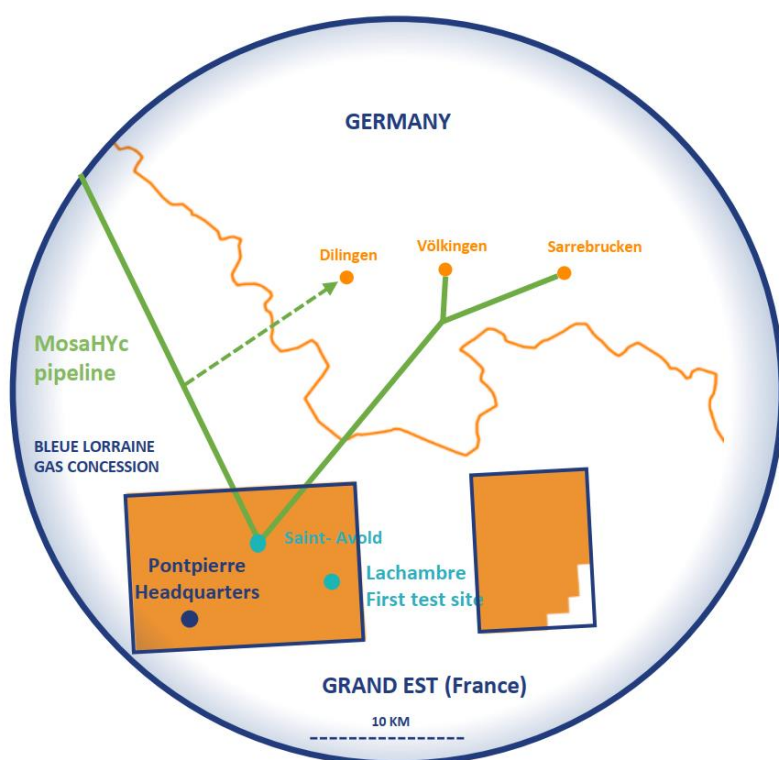 GERMANY
Dilingen
Völkingen
Sarrebrucken
MosaHYc
pipeline
BLEUE LORRAINE
GAS CONCESSION
Saint- Avold
Pontpierre
Headquarters
Lachambre
First test site
GRAND EST (France)
10 KM